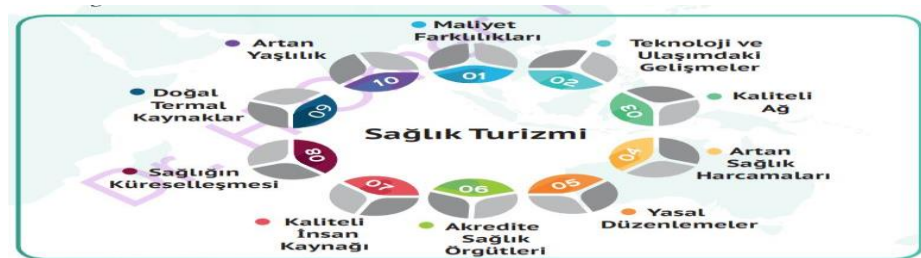 Maliyet
Farklılıkları
01
Teknoloji ve
Ulaşımdaki
Gelişmeler
02
Kaliteli
Ağ
03
Artan
Sağlık
Harcamaları
04
Yasal
Düzenlemeler
05
Akredite
Sağlık
Örgütleri
06
Kaliteli
İnsan
Kaynağı
07
Sağlığın
Küreselleşmesi
08
Doğal
Termal
Kaynaklar
09
Artan
Yaşlılık
10
Sağlık Turizmi